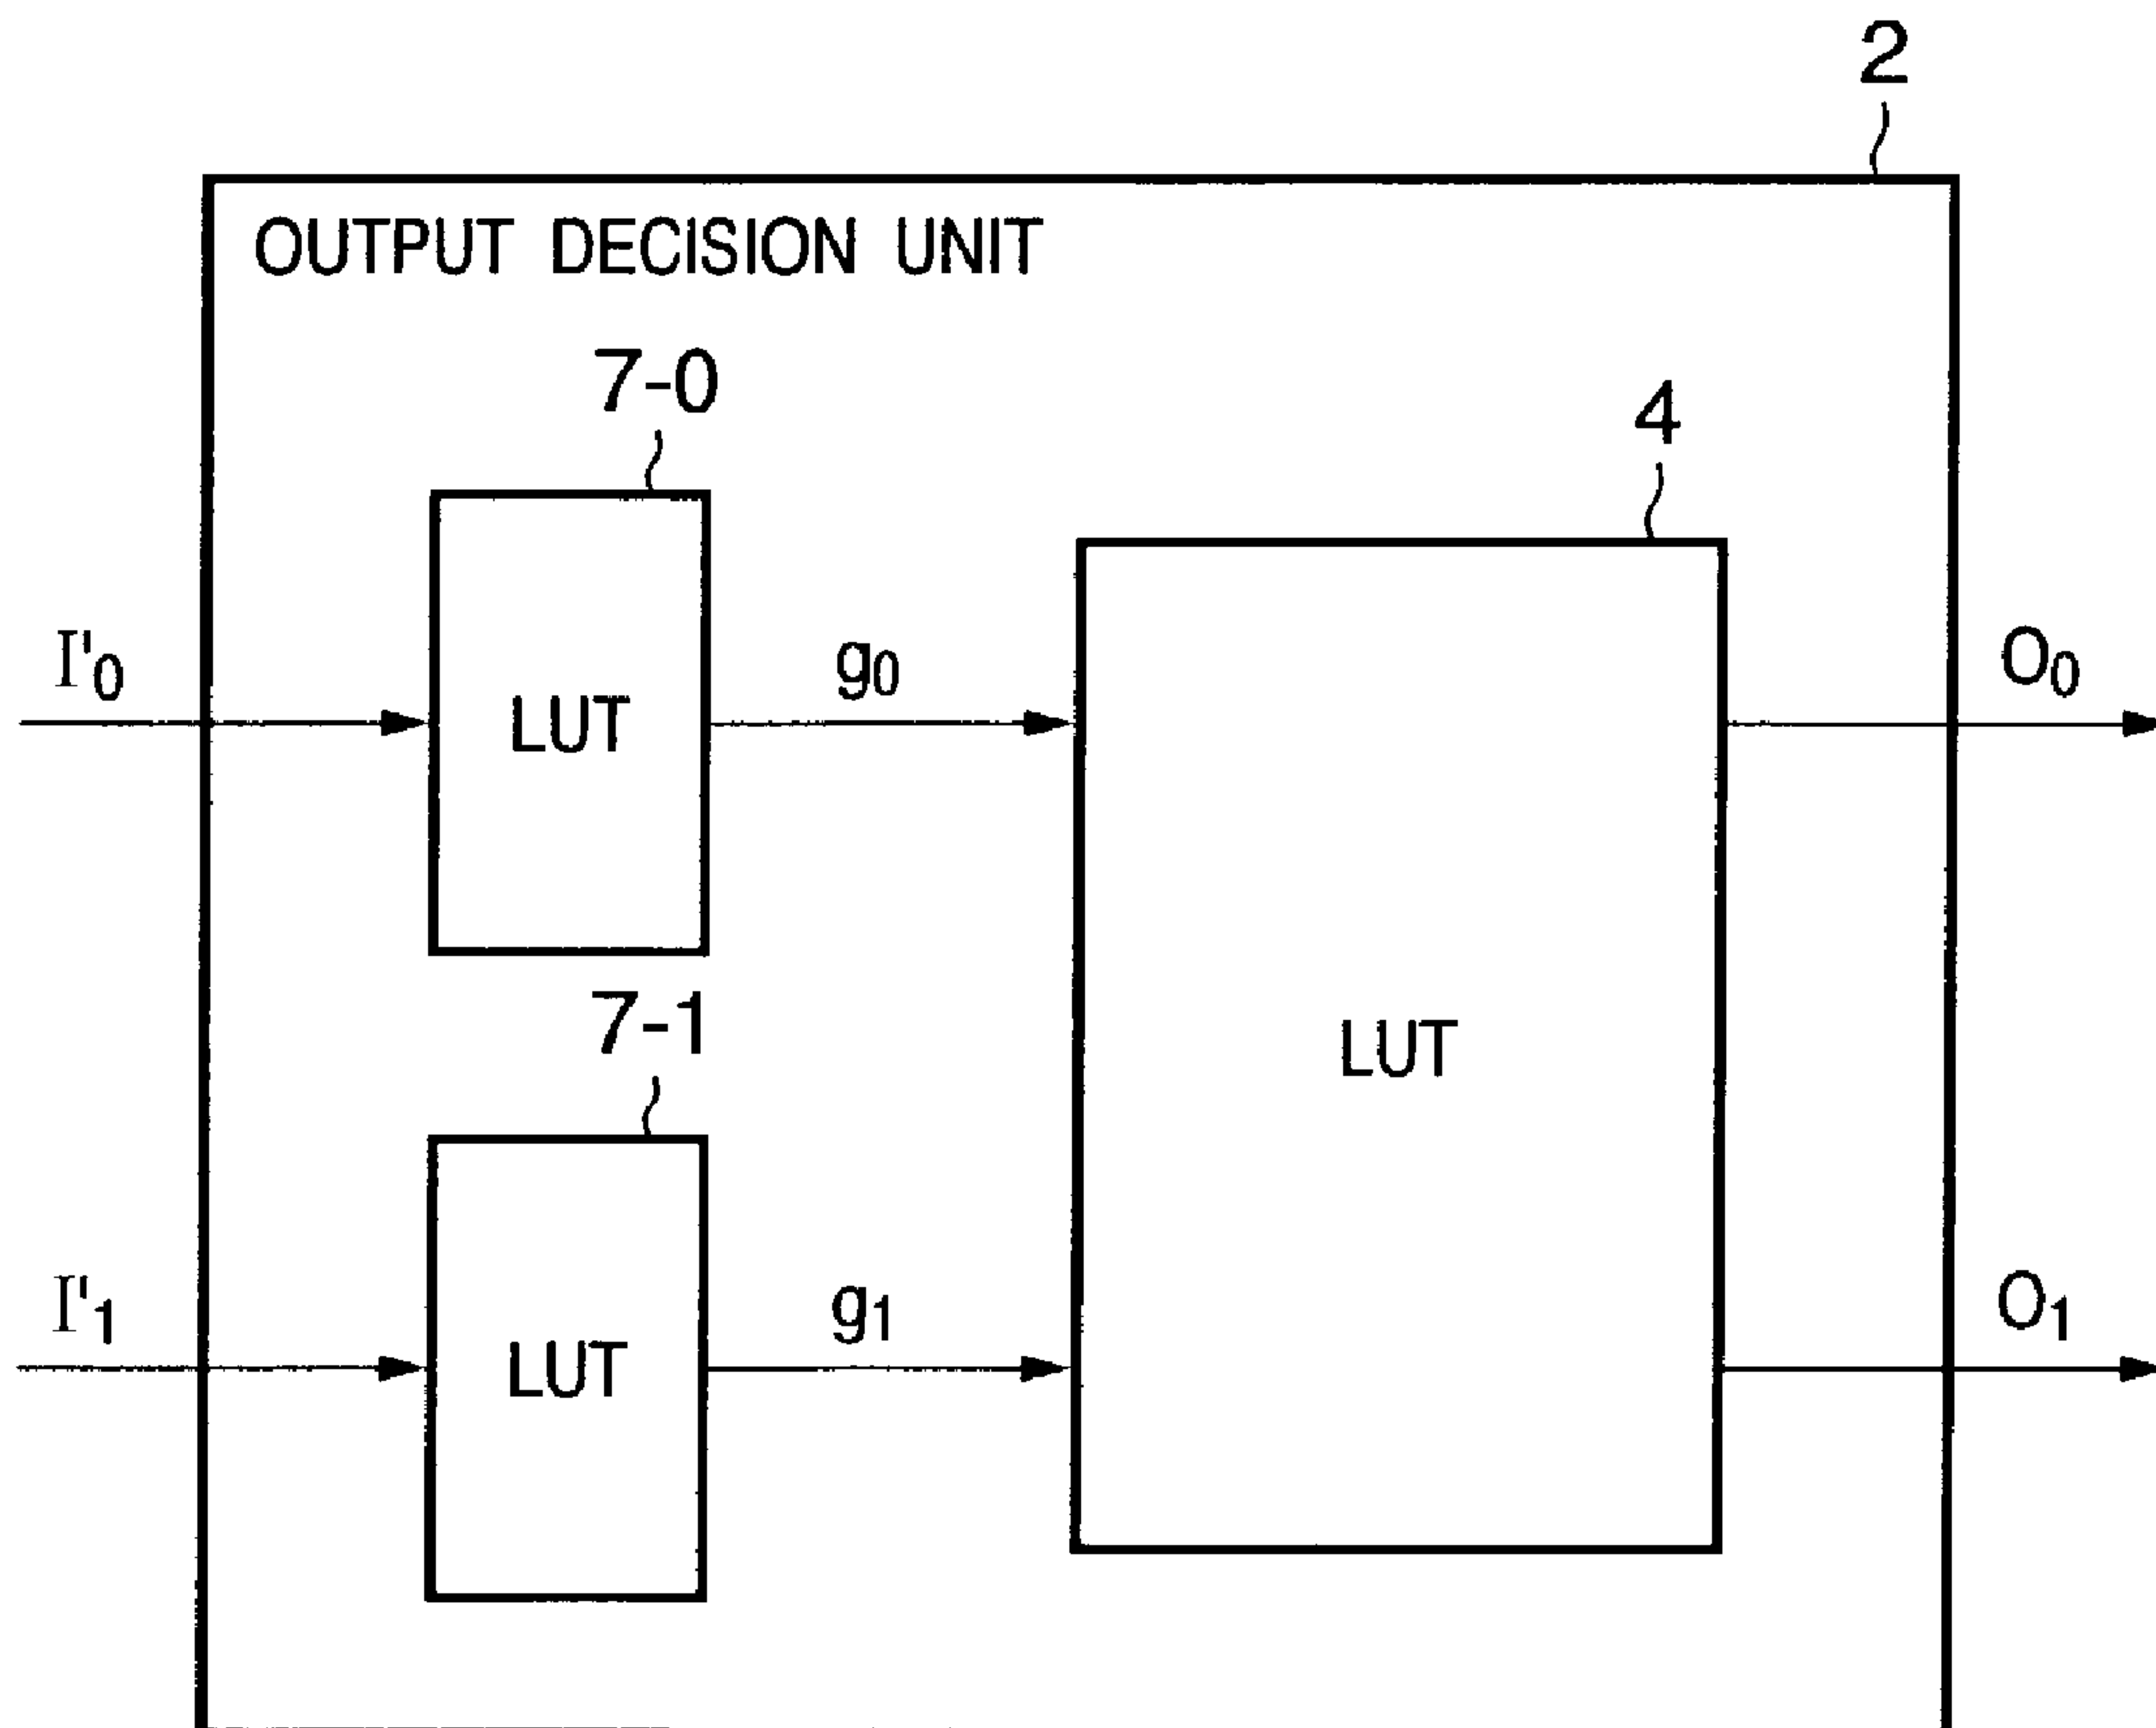 2
OUTPUT DECISION UNIT
7-0
4
I'0
LUT
g0
O0
7-1
LUT
I'1
LUT
g1
O1